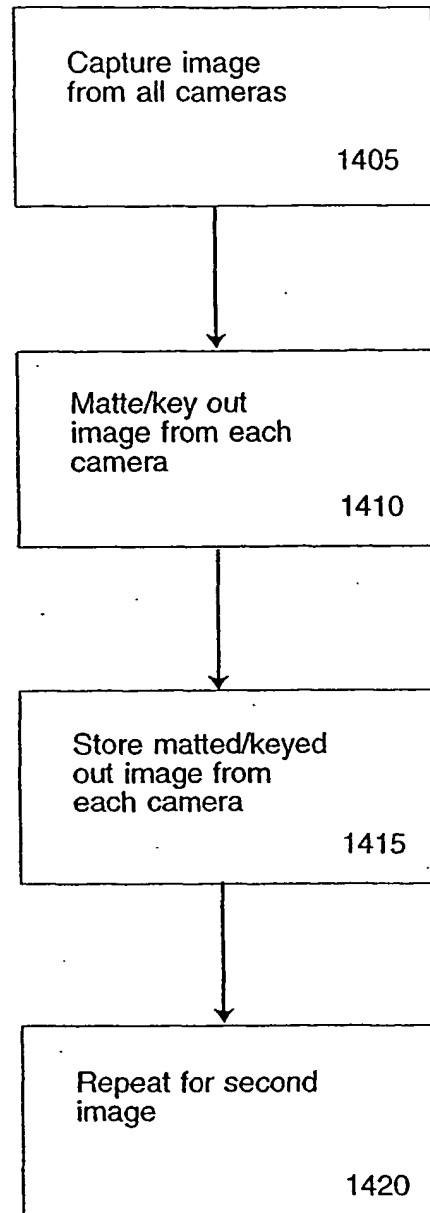 Capture image
from all cameras
1405
Matte/key out
image from each
camera
1410
Store matted/keyed
out image from
each camera
1415
Repeat for second
image
1420